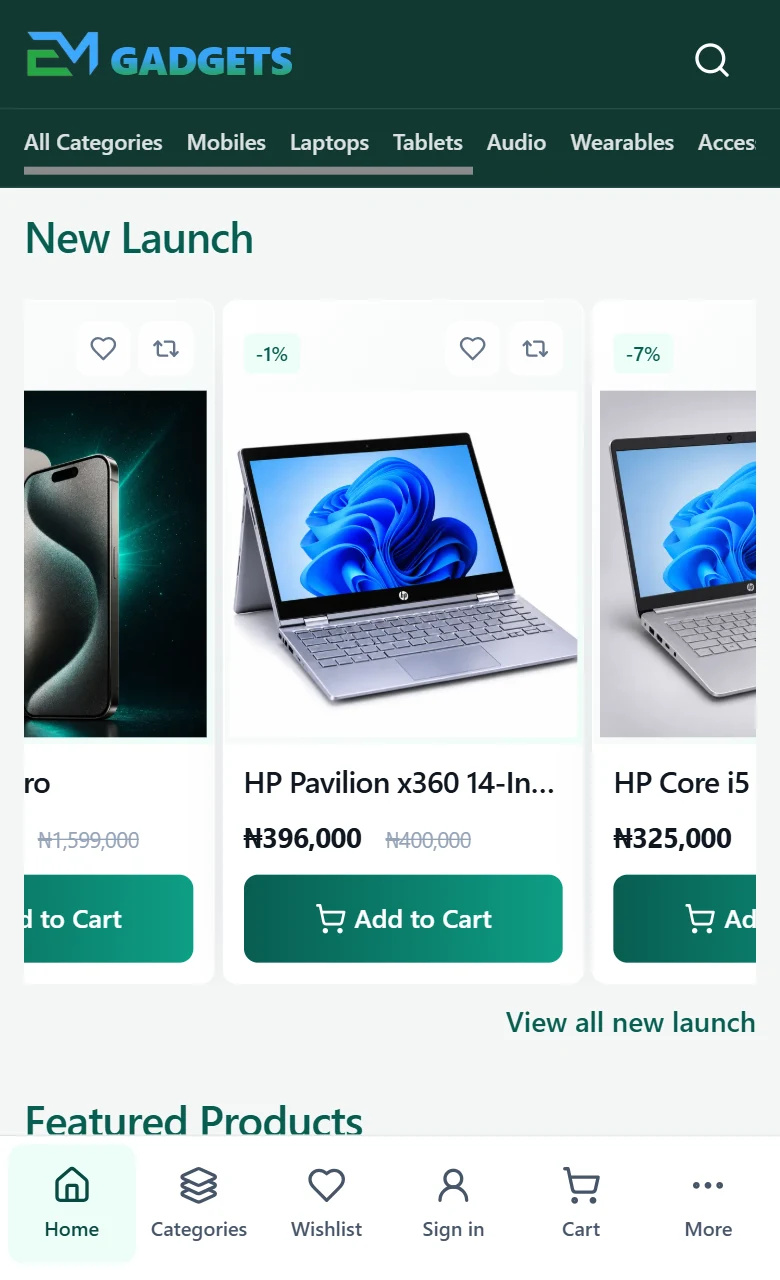 EM GADGETS
All Categories Mobiles Laptops Tablets Audio Wearables Acces
New Launch
-1%
-7%
ro
₦1,599,000
d to Cart
HP Pavilion x360 14-In...
₦396,000 ₦400,000
Add to Cart
HP Core i5
₦325,000
Ad
View all new launch
Featured Products
Home Categories Wishlist Sign in Cart More